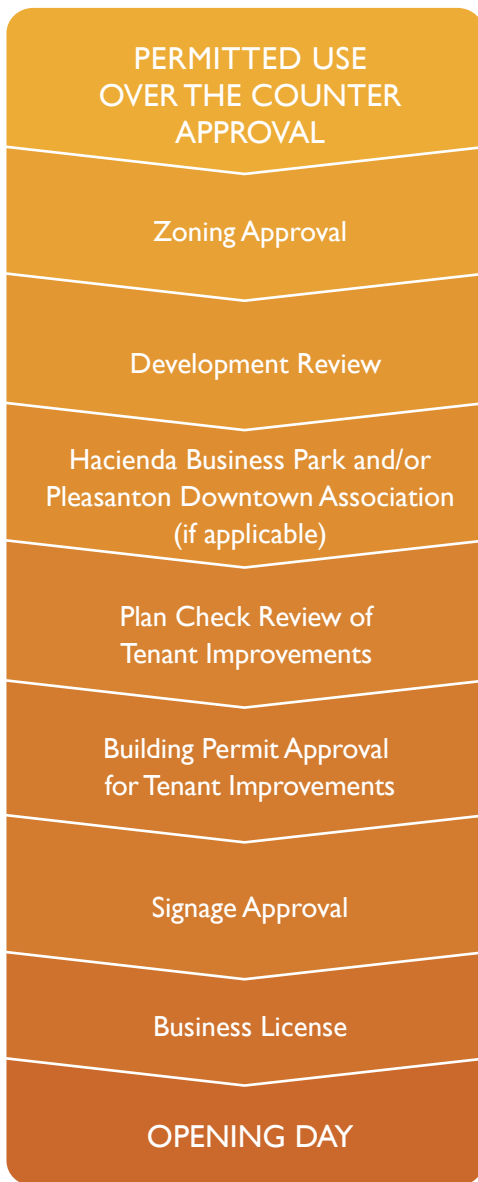 PERMITTED USE
OVER THE COUNTER
APPROVAL
Zoning Approval
Development Review
Hacienda Business Park and/or
Pleasanton Downtown Association
(if applicable)
Plan Check Review of
Tenant Improvements
Building Permit Approval
for Tenant Improvements
Signage Approval
Business License
OPENING DAY